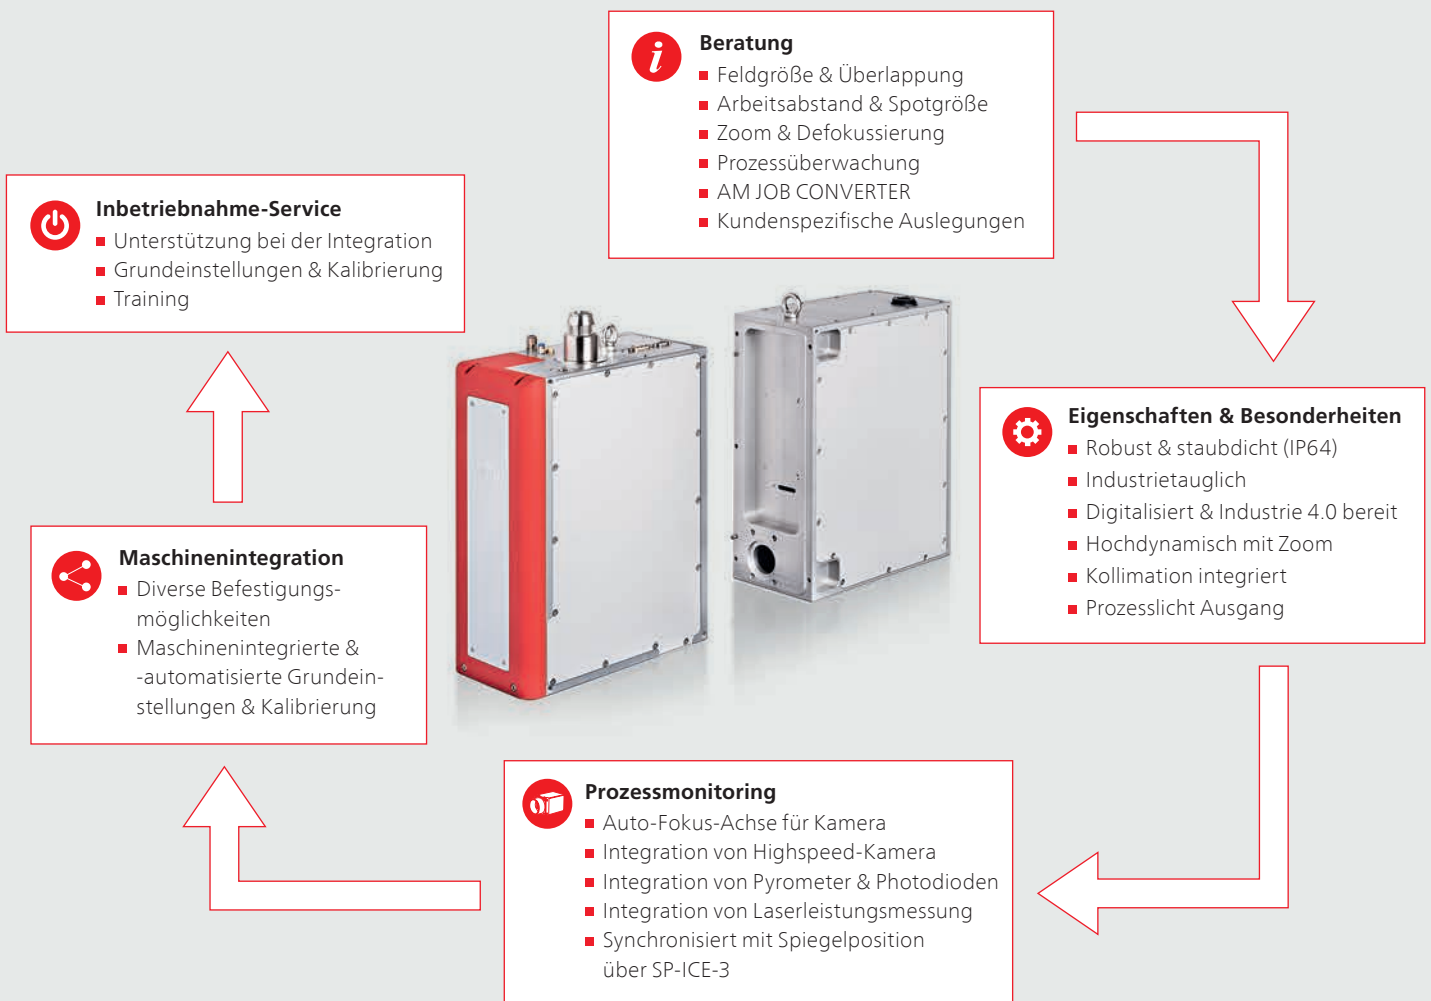 Beratung
Feldgröße & Überlappung
Arbeitsabstand & Spotgröße
Zoom & Defokussierung
Prozessüberwachung
AM JOB CONVERTER
Kundenspezifische Auslegungen
Eigenschaften & Besonderheiten
Robust & staubdicht (IP64)
Industrietauglich
Digitalisiert & Industrie 4.0 bereit
Hochdynamisch mit Zoom
Kollimation integriert
Prozesslicht Ausgang
Prozessmonitoring
Auto-Fokus-Achse für Kamera
Integration von Highspeed-Kamera
Integration von Pyrometer & Photodioden
Integration von Laserleistungsmessung
Synchronisiert mit Spiegelposition
über SP-ICE-3
Maschinenintegration
Diverse Befestigungs-
möglichkeiten
Maschinenintegrierte &
-automatisierte Grundein-
stellungen & Kalibrierung
Inbetriebnahme-Service
Unterstützung bei der Integration
Grundeinstellungen & Kalibrierung
Training